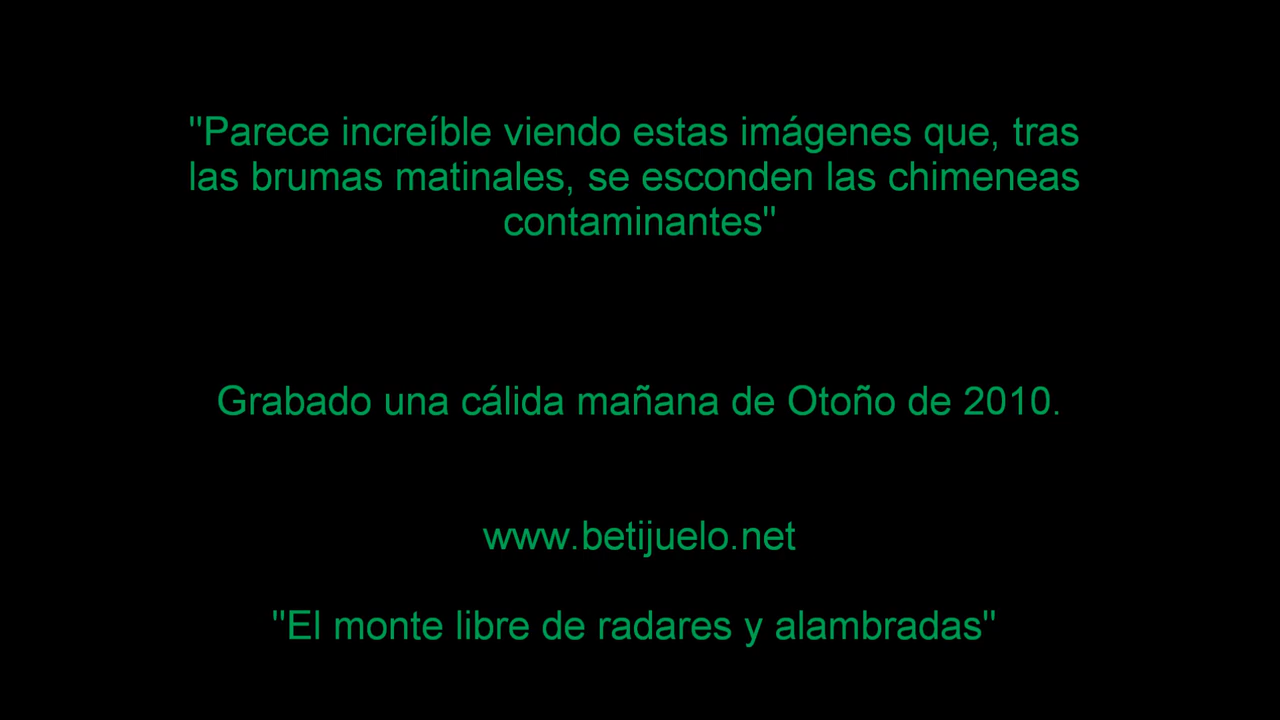 "Parece increíble viendo estas imágenes que, tras
las brumas matinales, se esconden las chimeneas
contaminantes"
Grabado una cálida mañana de Otoño de 2010.
www.betijuelo.net
"El monte libre de radares y alambradas"